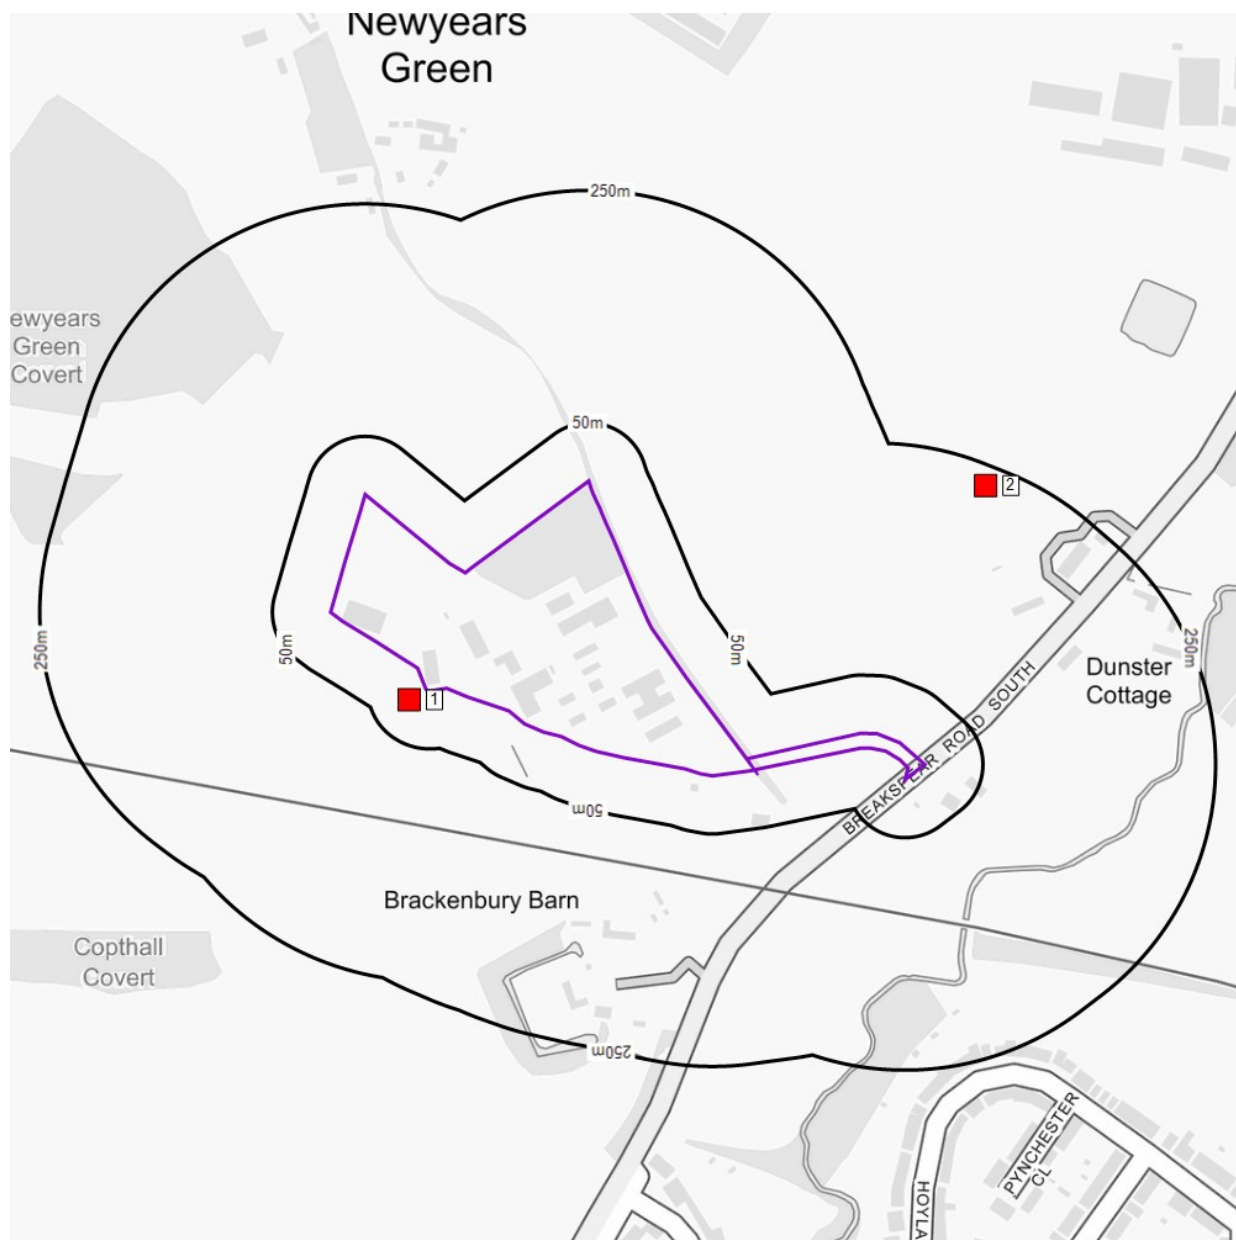 Newyears
Green
250m
ewyears
Green
Covert
50m
2
250m
50m
50m
250m
1
Dunster
Cottage
BREAKSPEAR ROAD SOUTH
50m
Brackenbury Barn
Copthall
Covert
250m
PYNCHESTER
CL
HOYLA